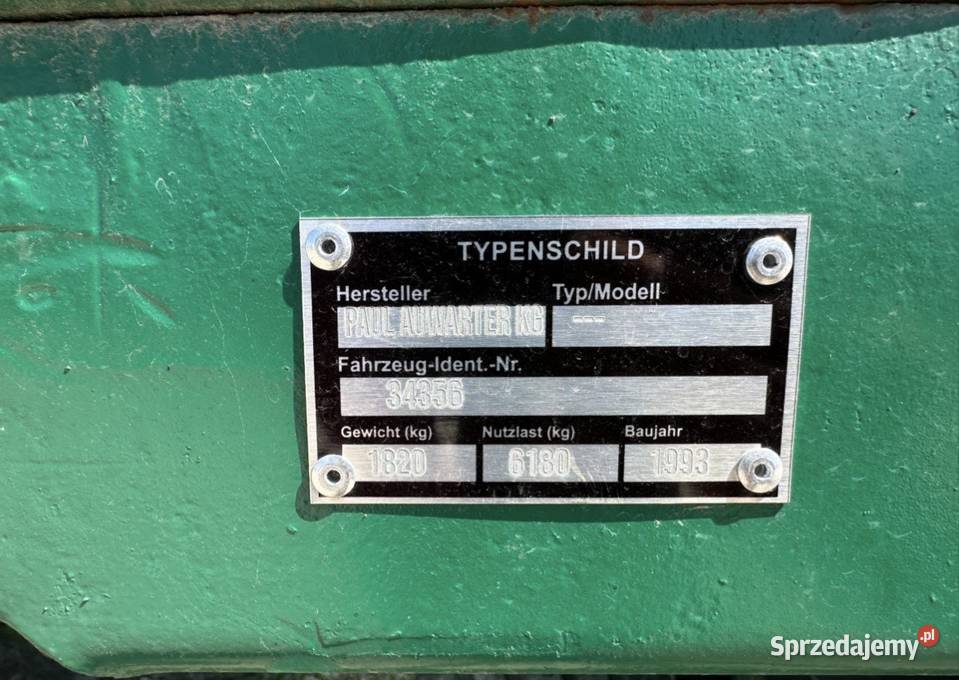 TYPENSCHILD
Hersteller Typ/Modell
PAUL AUWARTER KG ---
Fahrzeug-Ident.-Nr.
34356
Gewicht (kg) Nutzlast (kg) Baujahr
1820 6180 1993
Sprzedajemy.pl